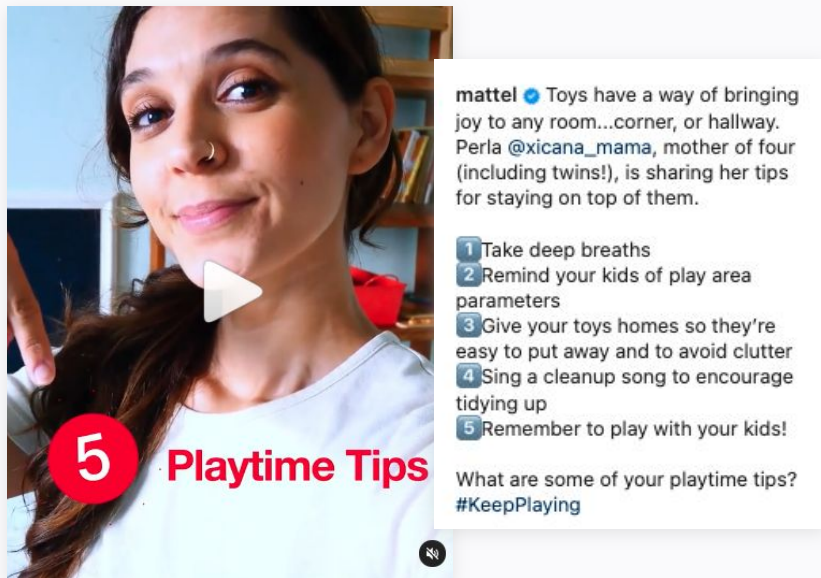 5 Playtime Tips
mattel Toys have a way of bringing
joy to any room...corner, or hallway.
Perla @xicana_mama, mother of four
(including twins!), is sharing her tips
for staying on top of them.
1 Take deep breaths
2 Remind your kids of play area
parameters
3 Give your toys homes so they're
easy to put away and to avoid clutter
4 Sing a cleanup song to encourage
tidying up
5 Remember to play with your kids!
What are some of your playtime tips?
#KeepPlaying